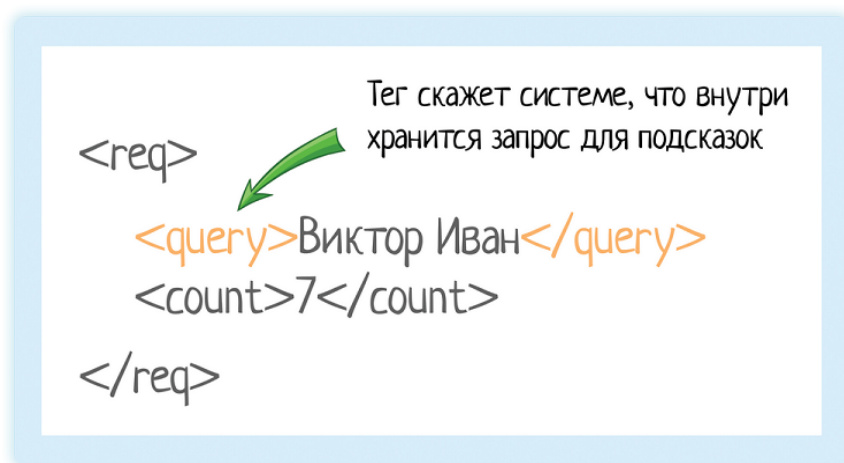 Тег скажет системе, что внутри
хранится запрос для подсказок
<req>
<query>Виктор Иван</query>
<count>7</count>
</req>